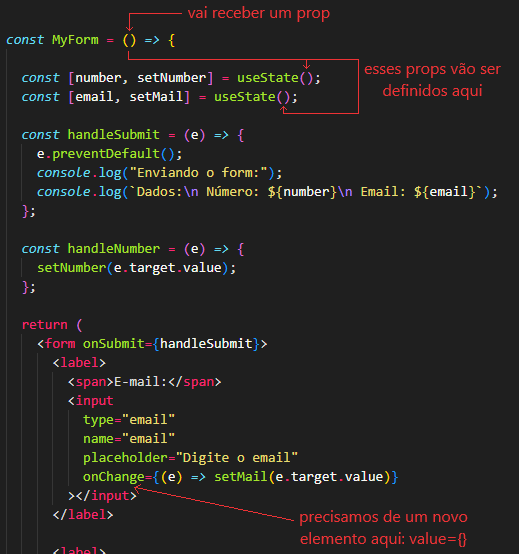 vai receber um prop
const MyForm = () => {
const [number, setNumber] = useState();
const [email, setMail] = useState();
esses props vão ser
definidos aqui
const handleSubmit = (e) => {
e.preventDefault();
console.log("Enviando o form:");
console.log(`Dados:\n Número: ${number}\n Email: ${email}`);
};
const handleNumber = (e) => {
setNumber(e.target.value);
};
return (
<form onSubmit={handleSubmit}>
<label>
<span>E-mail:</span>
<input
type="email"
name="email"
placeholder="Digite o email"
onChange={(e) => setMail(e.target.value)}
></input>
</label>
precisamos de um novo
elemento aqui: value={}
<label>